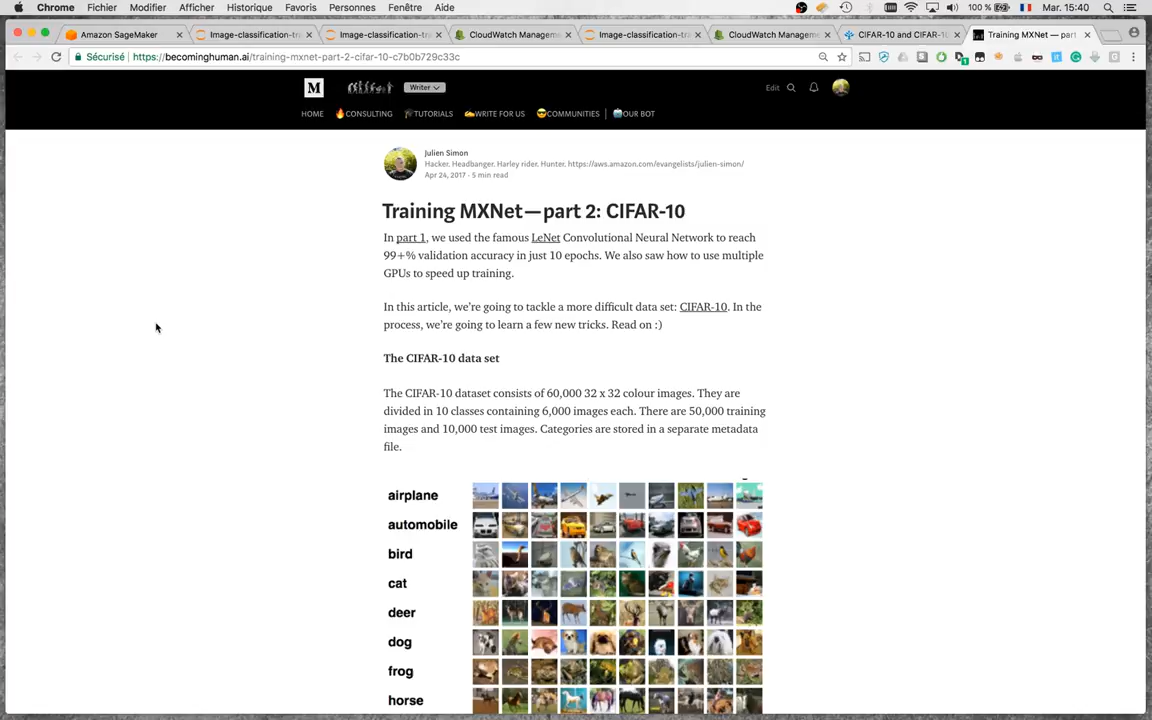 Chrome Fichier Modifier Afficher Historique Favoris Personnes Fenêtre Aide 100 % Mar. 15:40
Amazon SageMaker Image-classification-tra Image-classification-tra CloudWatch Manageme Image-classification-tra CloudWatch Manageme CIFAR-10 and CIFAR-10 Training MXNet — part
Sécurisé https://becominghuman.ai/training-mxnet-part-2-cifar-10-c7b0b729c33c
M Writer Edit
HOME CONSULTING TUTORIALS WRITE FOR US COMMUNITIES OUR BOT
Julien Simon
Hacker. Headbanger. Harley rider. Hunter. https://aws.amazon.com/evangelists/julien-simon/
Apr 24, 2017 · 5 min read
Training MXNet — part 2: CIFAR-10
In part 1, we used the famous LeNet Convolutional Neural Network to reach
99+% validation accuracy in just 10 epochs. We also saw how to use multiple
GPUs to speed up training.
In this article, we're going to tackle a more difficult data set: CIFAR-10. In the
process, we're going to learn a few new tricks. Read on :)
The CIFAR-10 data set
The CIFAR-10 dataset consists of 60,000 32 x 32 colour images. They are
divided in 10 classes containing 6,000 images each. There are 50,000 training
images and 10,000 test images. Categories are stored in a separate metadata
file.
airplane
automobile
bird
cat
deer
dog
frog
horse